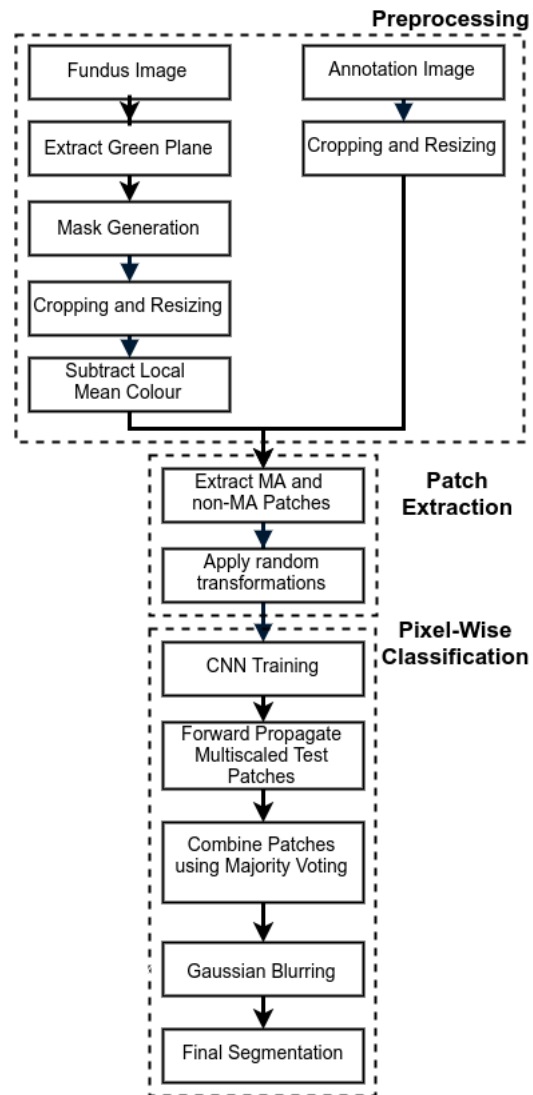 Preprocessing
Fundus Image
Extract Green Plane
Mask Generation
Cropping and Resizing
Subtract Local
Mean Colour
Annotation Image
Cropping and Resizing
Patch
Extraction
Extract MA and
non-MA Patches
Apply random
transformations
Pixel-Wise
Classification
CNN Training
Forward Propagate
Multiscaled Test
Patches
Combine Patches
using Majority Voting
Gaussian Blurring
Final Segmentation